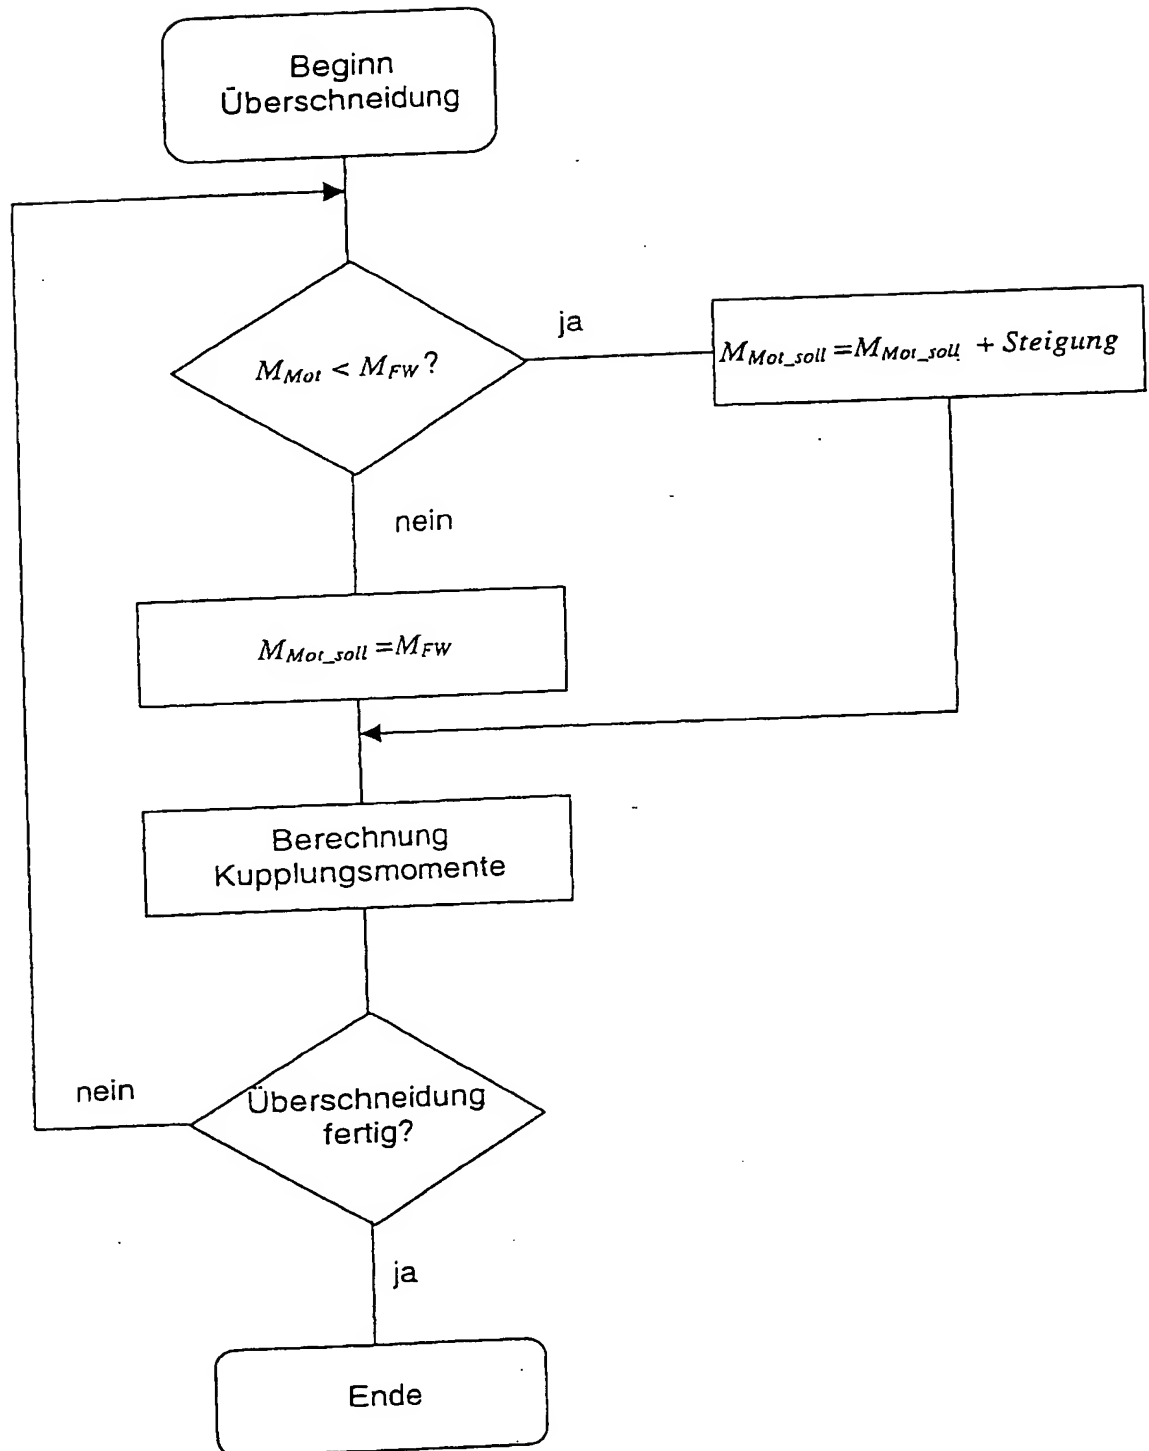 Beginn
Überschneidung
ja
M_Mot < M_FW?
M_Mot_soll = M_Mot_soll + Steigung
nein
M_Mot_soll = M_FW
Berechnung
Kupplungsmomente
nein
Überschneidung
fertig?
ja
Ende